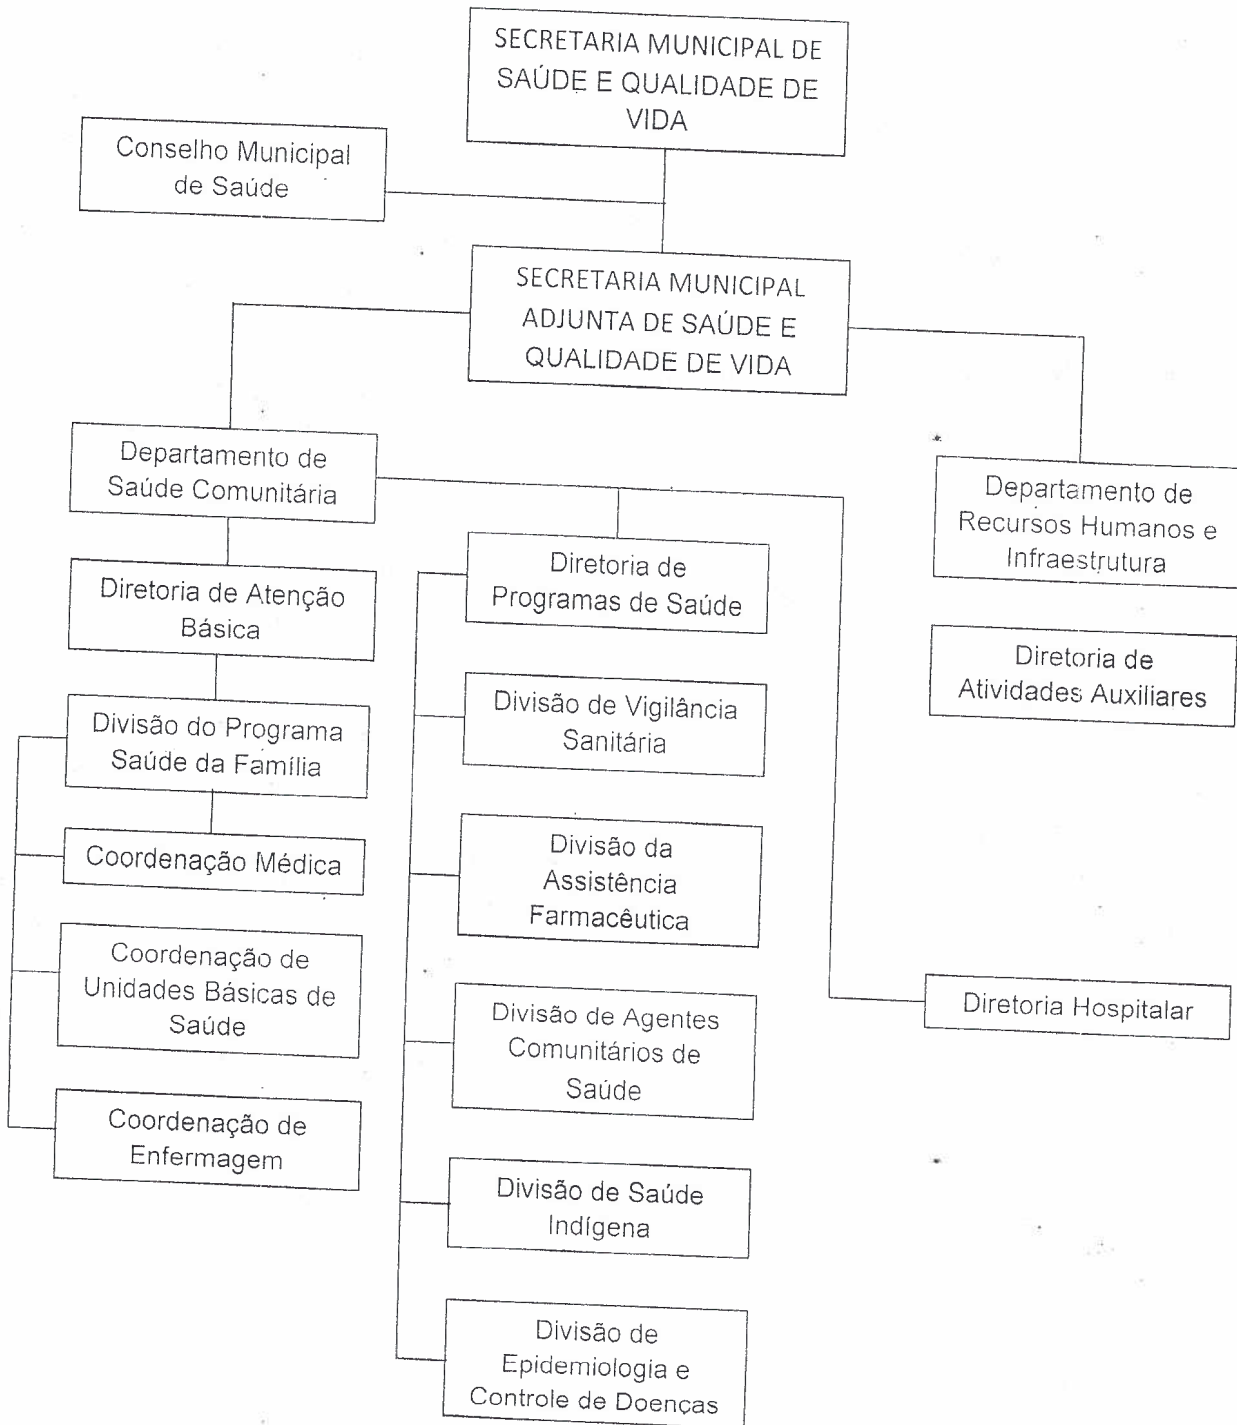 SECRETARIA MUNICIPAL DE
SAÚDE E QUALIDADE DE
VIDA
Conselho Municipal
de Saúde
SECRETARIA MUNICIPAL
ADJUNTA DE SAÚDE E
QUALIDADE DE VIDA
Departamento de
Saúde Comunitária
Departamento de
Recursos Humanos e
Infraestrutura
Diretoria de Atenção
Básica
Diretoria de
Programas de Saúde
Diretoria de
Atividades Auxiliares
Divisão do Programa
Saúde da Família
Divisão de Vigilância
Sanitária
Coordenação Médica
Divisão da
Assistência
Farmacêutica
Coordenação de
Unidades Básicas de
Saúde
Divisão de Agentes
Comunitários de
Saúde
Diretoria Hospitalar
Coordenação de
Enfermagem
Divisão de Saúde
Indígena
Divisão de
Epidemiologia e
Controle de Doenças